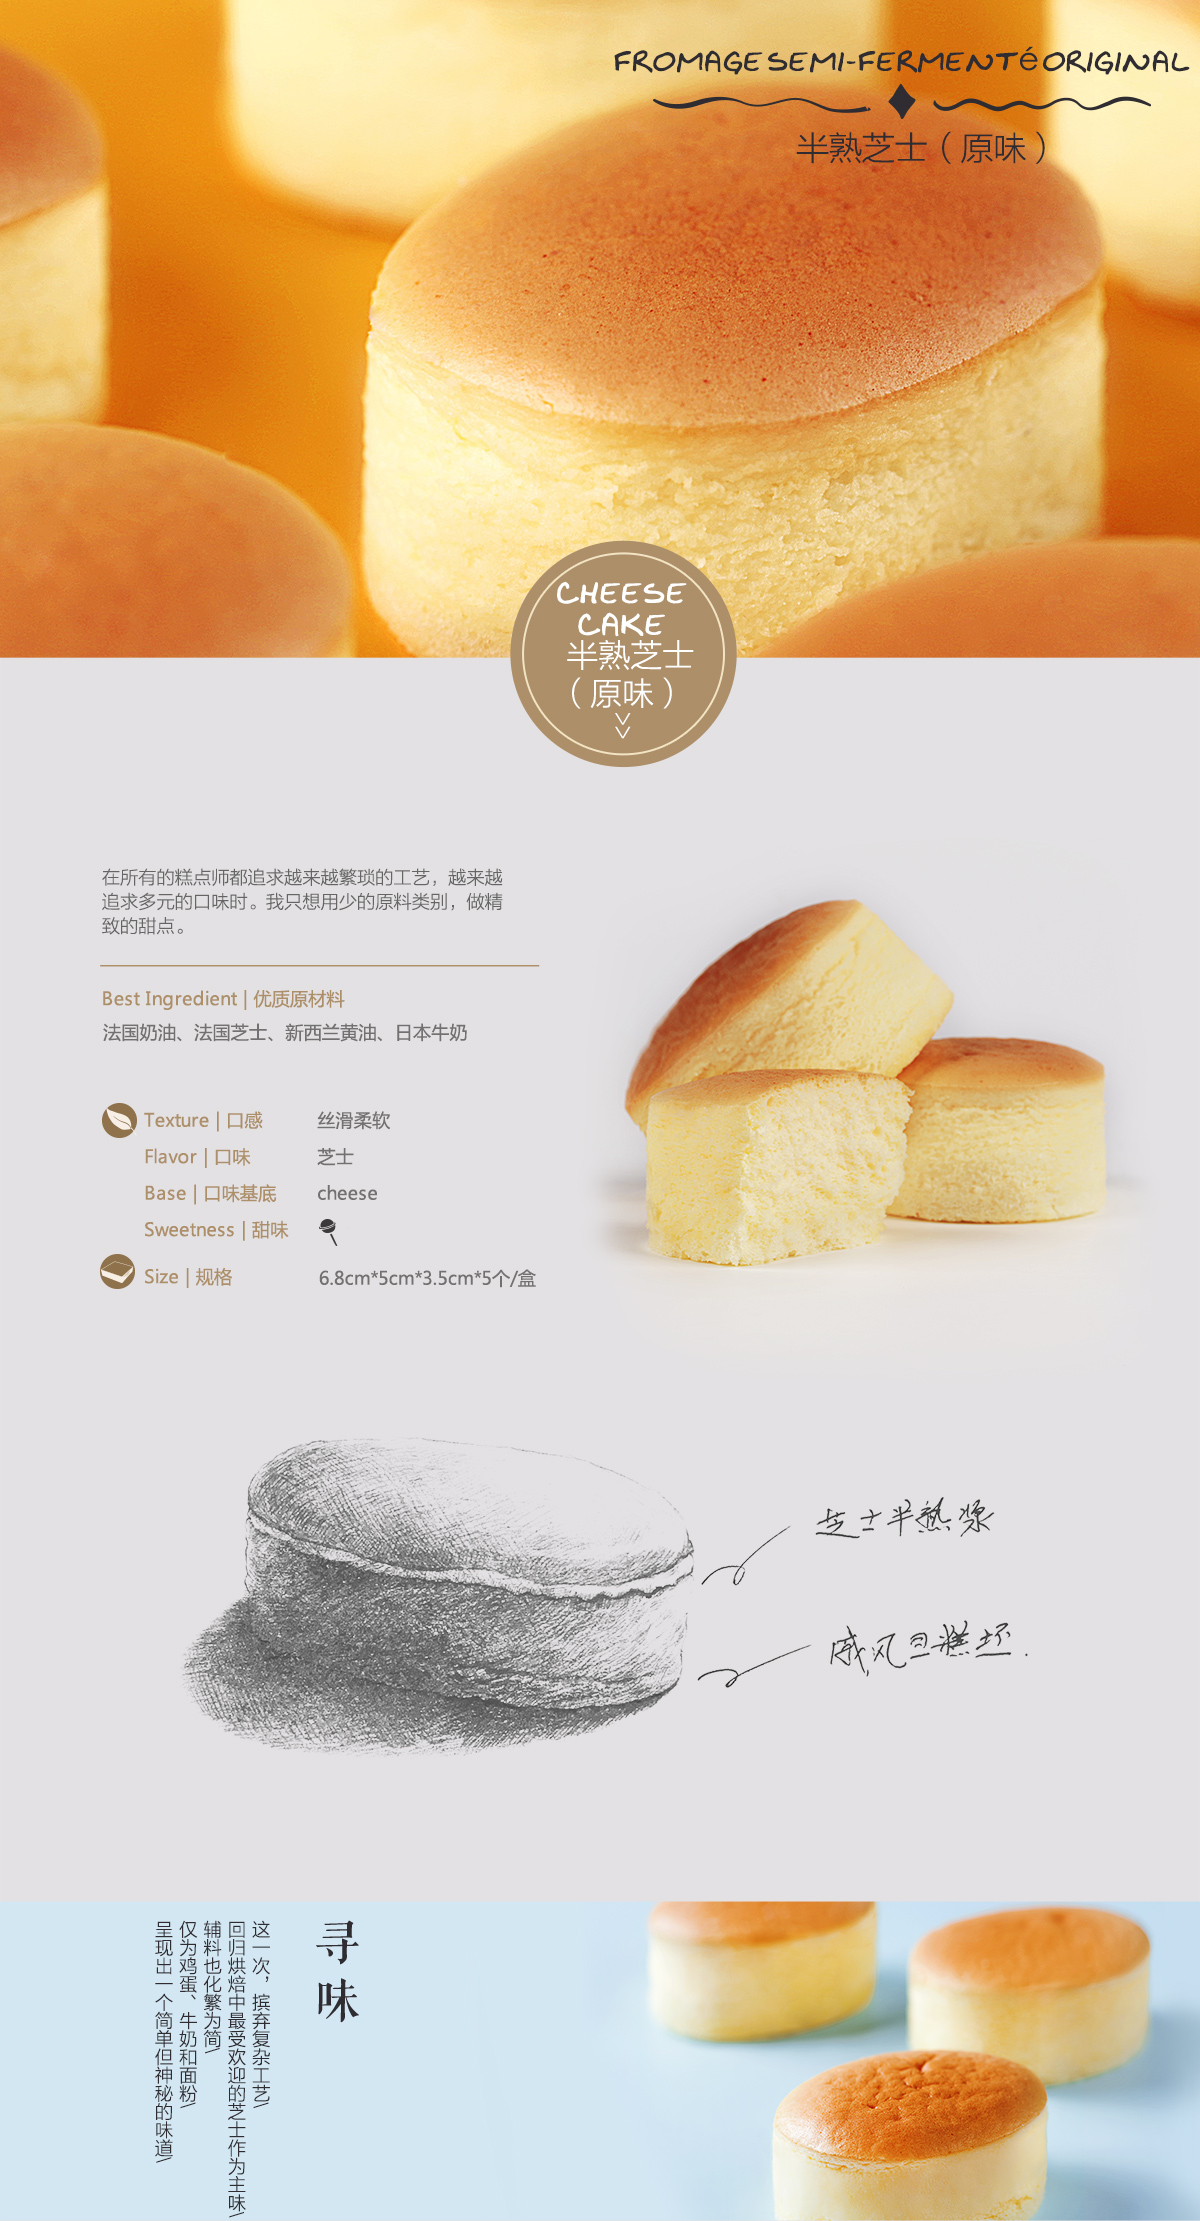 FROMAGE SEMI-FERMENTÉ ORIGINAL
半熟芝士（原味）
CHEESE
CAKE
半熟芝士
（原味）
在所有的糕点师都追求越来越繁琐的工艺，越来越
追求多元的口味时。我只想用少的原料类别，做精
致的甜点。
Best Ingredient | 优质原材料
法国奶油、法国芝士、新西兰黄油、日本牛奶
Texture | 口感 丝滑柔软
Flavor | 口味 芝士
Base | 口味基底 cheese
Sweetness | 甜味
Size | 规格 6.8cm*5cm*3.5cm*5个/盒
芝士半熟浆
戚风旦糕坯.
寻味
这一次，摈弃复杂工艺/
回归烘焙中最受欢迎的芝士作为主味/
辅料也化繁为简/
仅为鸡蛋、牛奶和面粉/
呈现出一个简单但神秘的味道/